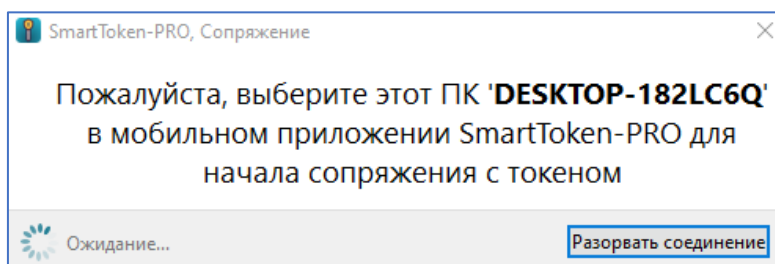 SmartToken-PRO, Сопряжение
Пожалуйста, выберите этот ПК 'DESKTOP-182LC6Q'
в мобильном приложении SmartToken-PRO для
начала сопряжения с токеном
Ожидание...
Разорвать соединение